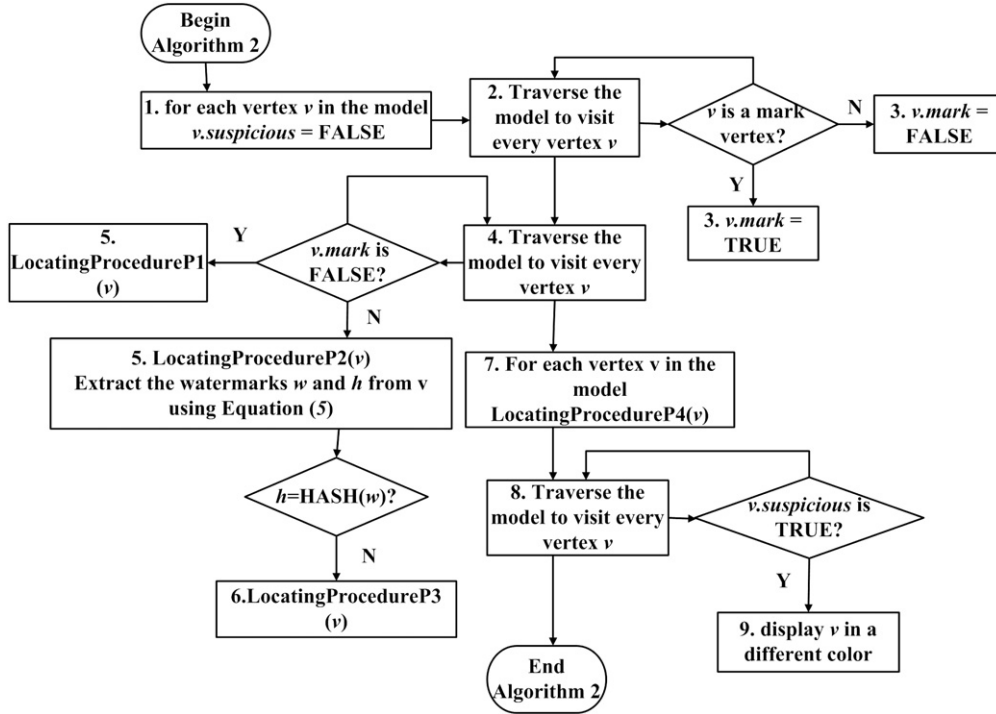 Begin
Algorithm 2
1. for each vertex v in the model
v.suspicious = FALSE
2. Traverse the
model to visit
every vertex v
v is a mark
vertex?
N
3. v.mark =
FALSE
Y
3. v.mark =
TRUE
4. Traverse the
model to visit every
vertex v
v.mark is
FALSE?
Y
5.
LocatingProcedureP1
(v)
N
5. LocatingProcedureP2(v)
Extract the watermarks w and h from v
using Equation (5)
h=HASH(w)?
N
6.LocatingProcedureP3
(v)
7. For each vertex v in the
model
LocatingProcedureP4(v)
8. Traverse the
model to visit every
vertex v
v.suspicious is
TRUE?
Y
9. display v in a
different color
End
Algorithm 2